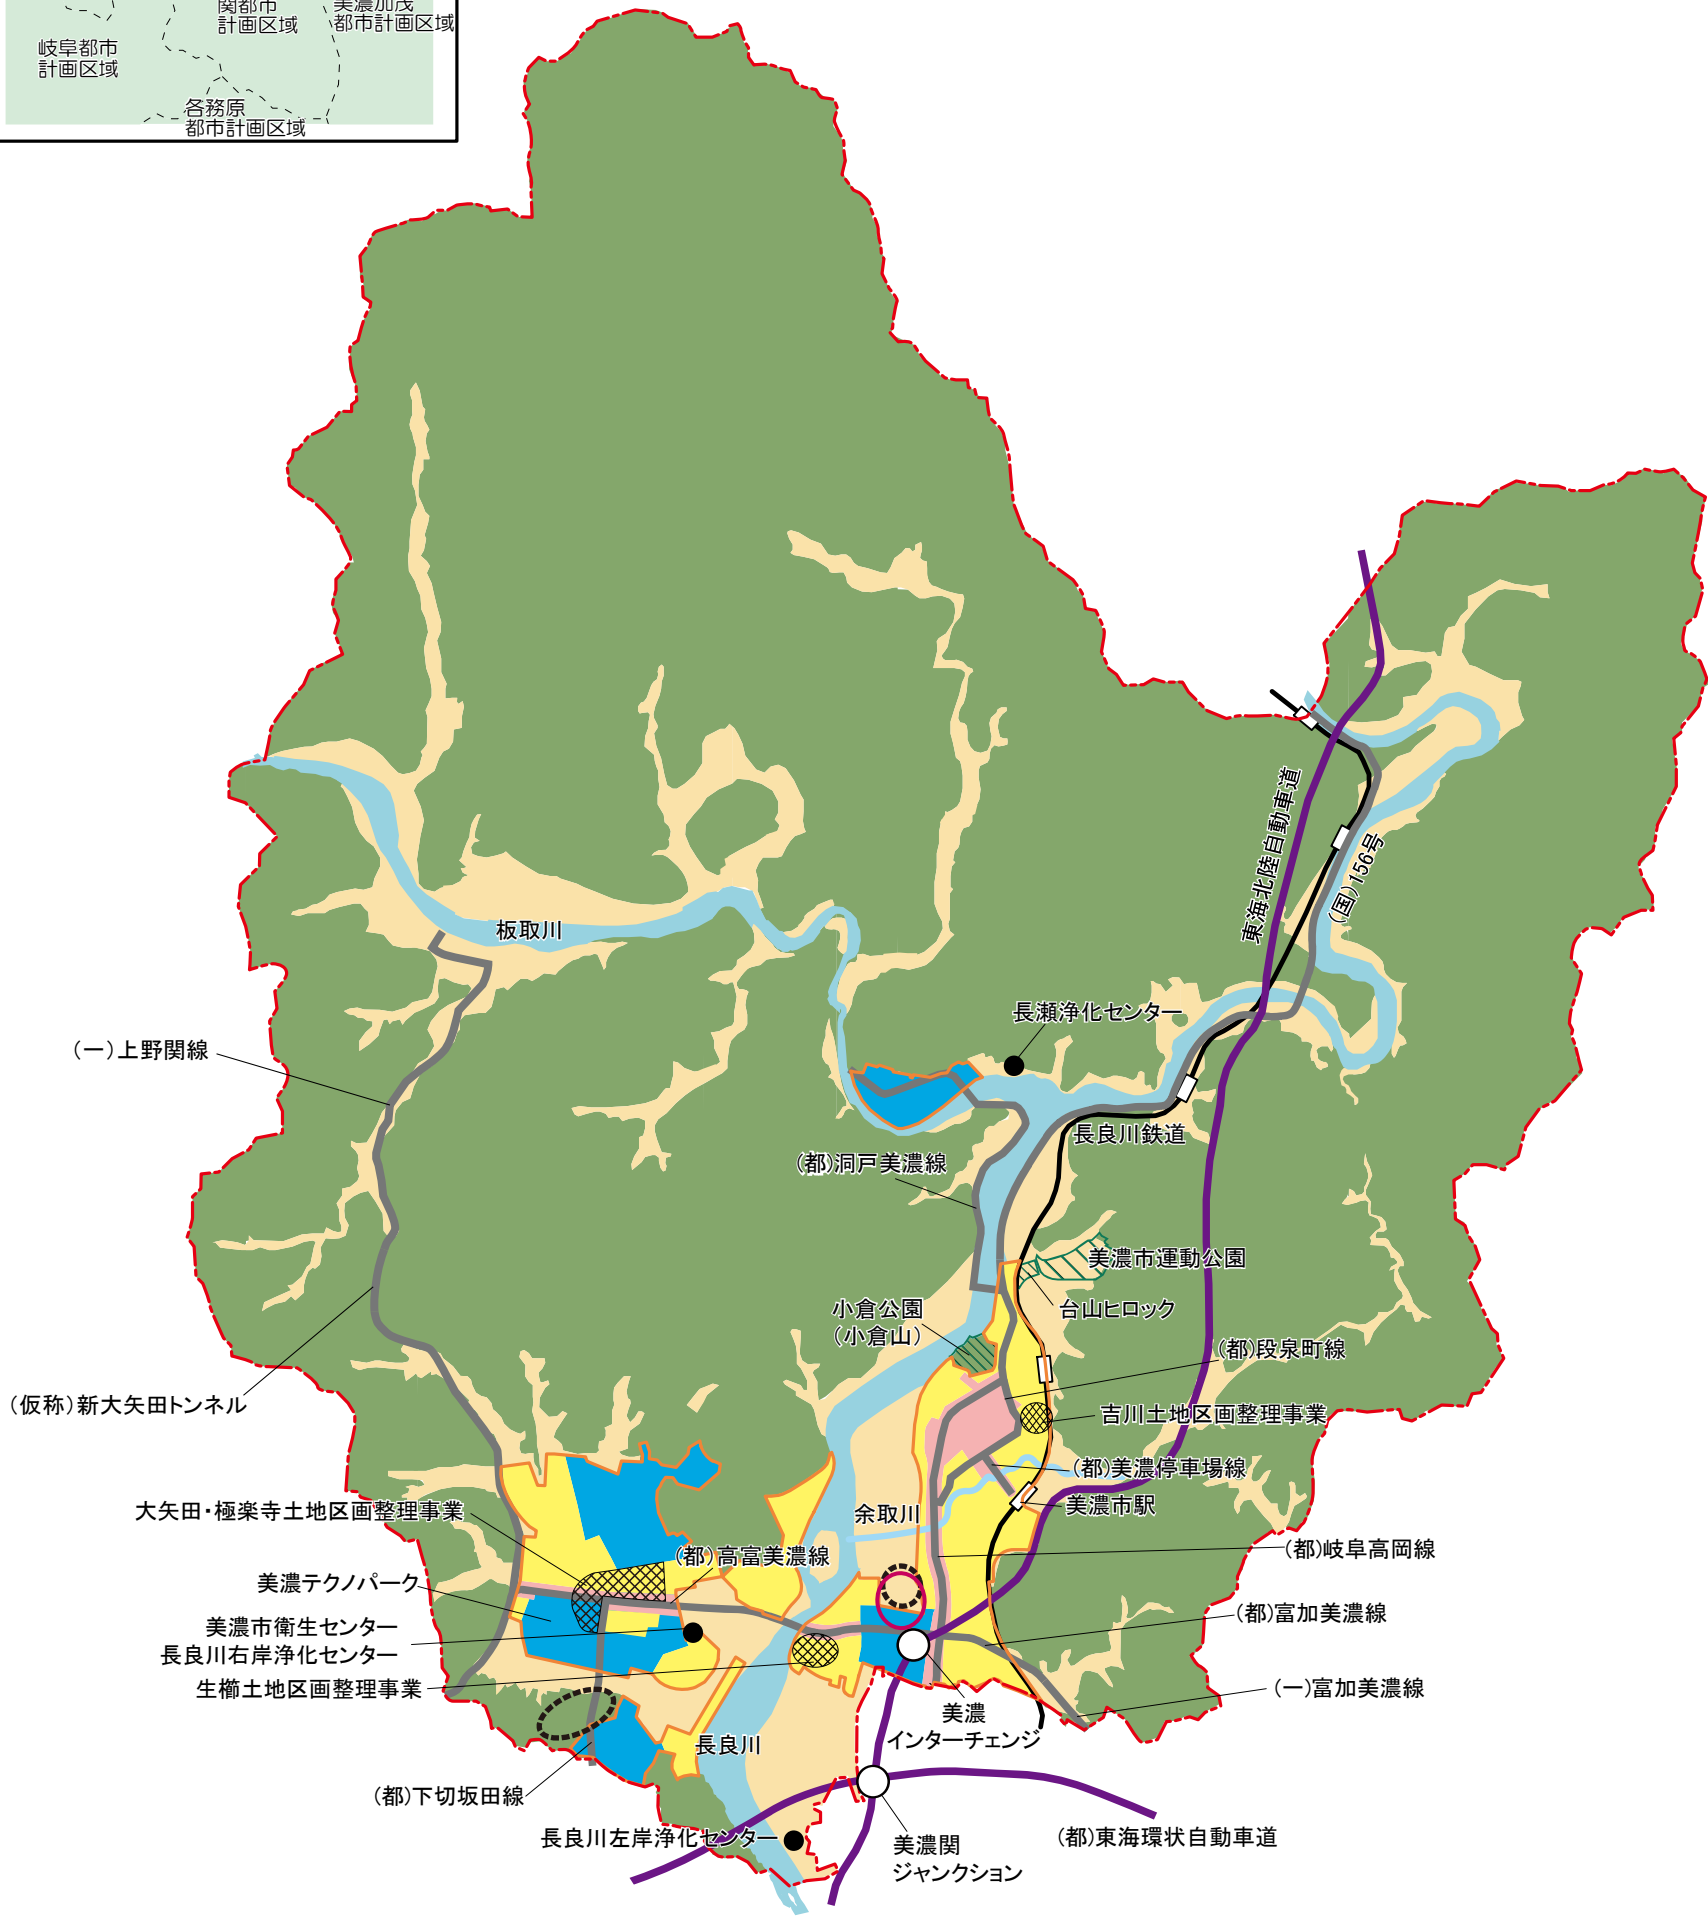 関都市
計画区域
美濃加茂
都市計画区域
岐阜都市
計画区域
各務原
都市計画区域
東海北陸自動車道
(国)156号
板取川
長瀬浄化センター
(一)上野関線
長良川鉄道
(都)洞戸美濃線
美濃市運動公園
小倉公園
(小倉山)
台山ヒロック
(都)段泉町線
(仮称)新大矢田トンネル
吉川土地区画整理事業
(都)美濃停車場線
大矢田・極楽寺土地区画整理事業
余取川
美濃市駅
(都)高富美濃線
(都)岐阜高岡線
美濃テクノパーク
美濃市衛生センター
長良川右岸浄化センター
(都)富加美濃線
生櫛土地区画整理事業
(一)富加美濃線
美濃
インターチェンジ
長良川
(都)下切坂田線
長良川左岸浄化センター
美濃関
ジャンクション
(都)東海環状自動車道